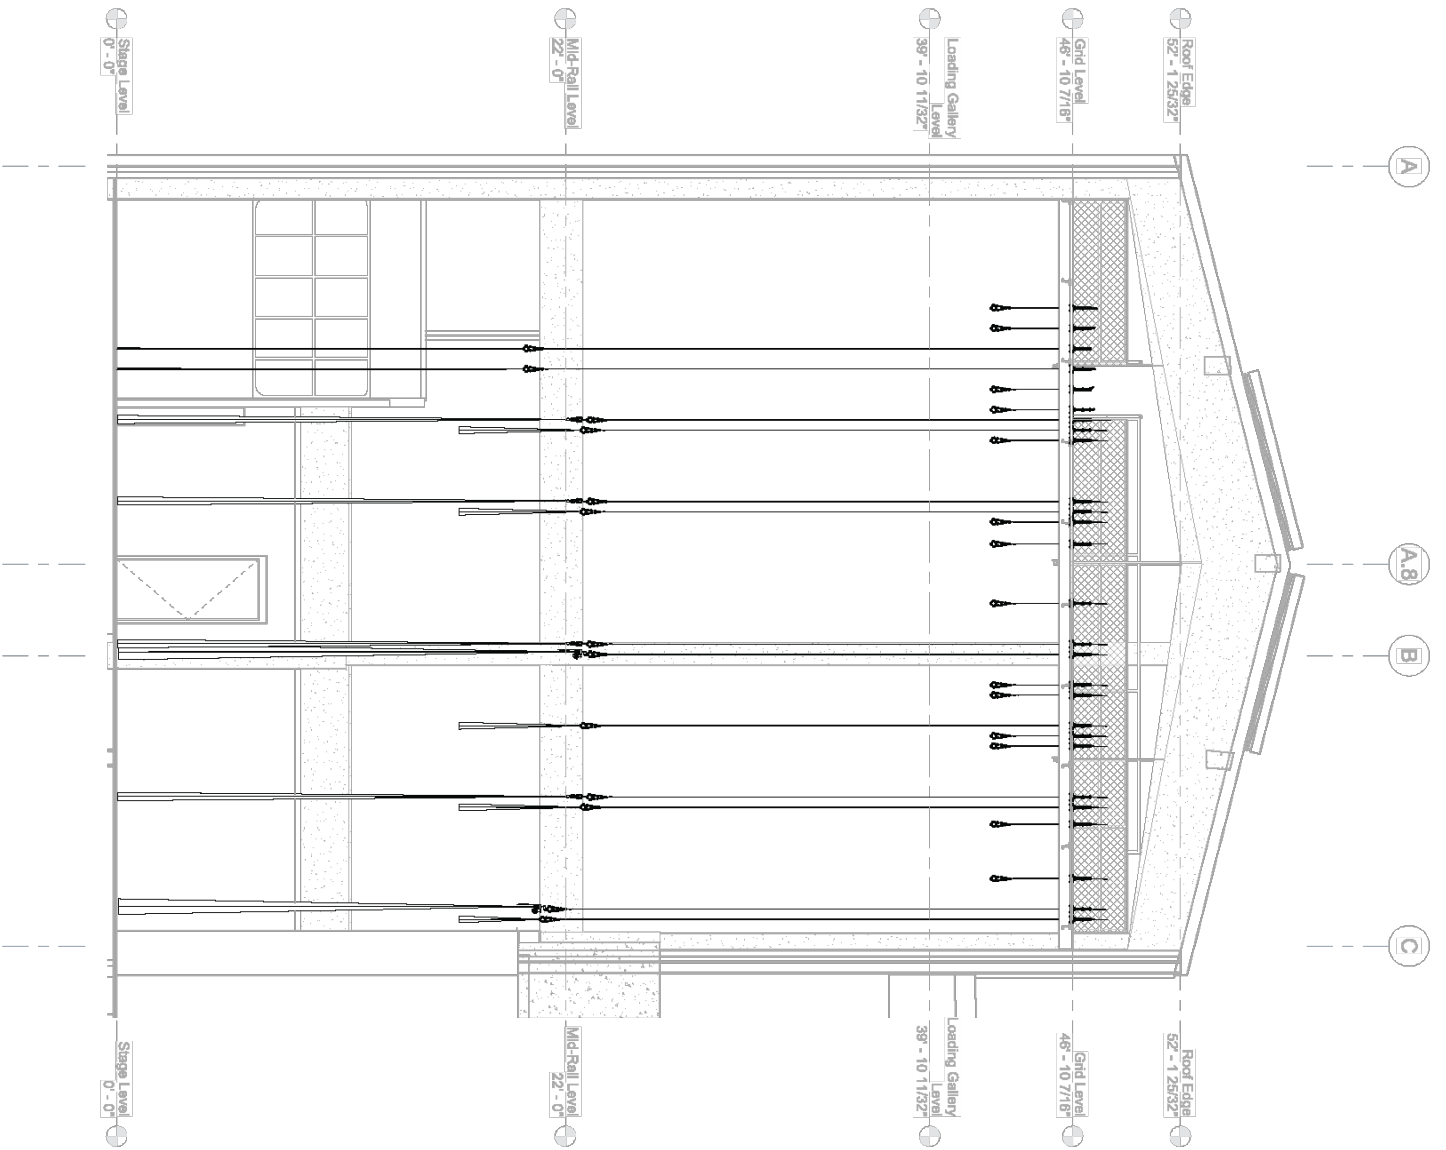 Roof Edge
52' - 1 25/32"
Grid Level
46' - 10 7/16"
Loading Gallery
Level
39' - 10 11/32"
Mid-Rail Level
22' - 0"
Stage Level
0' - 0"
A
A.8
B
C
Roof Edge
52' - 1 25/32"
Grid Level
46' - 10 7/16"
Loading Gallery
Level
39' - 10 11/32"
Mid-Rail Level
22' - 0"
Stage Level
0' - 0"